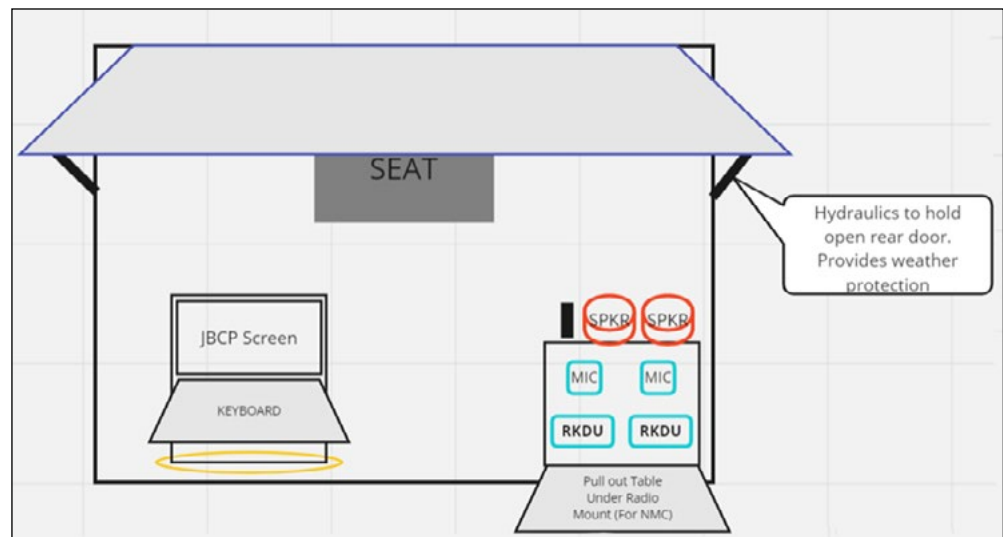 SEAT
Hydraulics to hold
open rear door.
Provides weather
protection
JBCP Screen
KEYBOARD
SPKR SPKR
MIC MIC
RKDU RKDU
Pull out Table
Under Radio
Mount (For NMC)